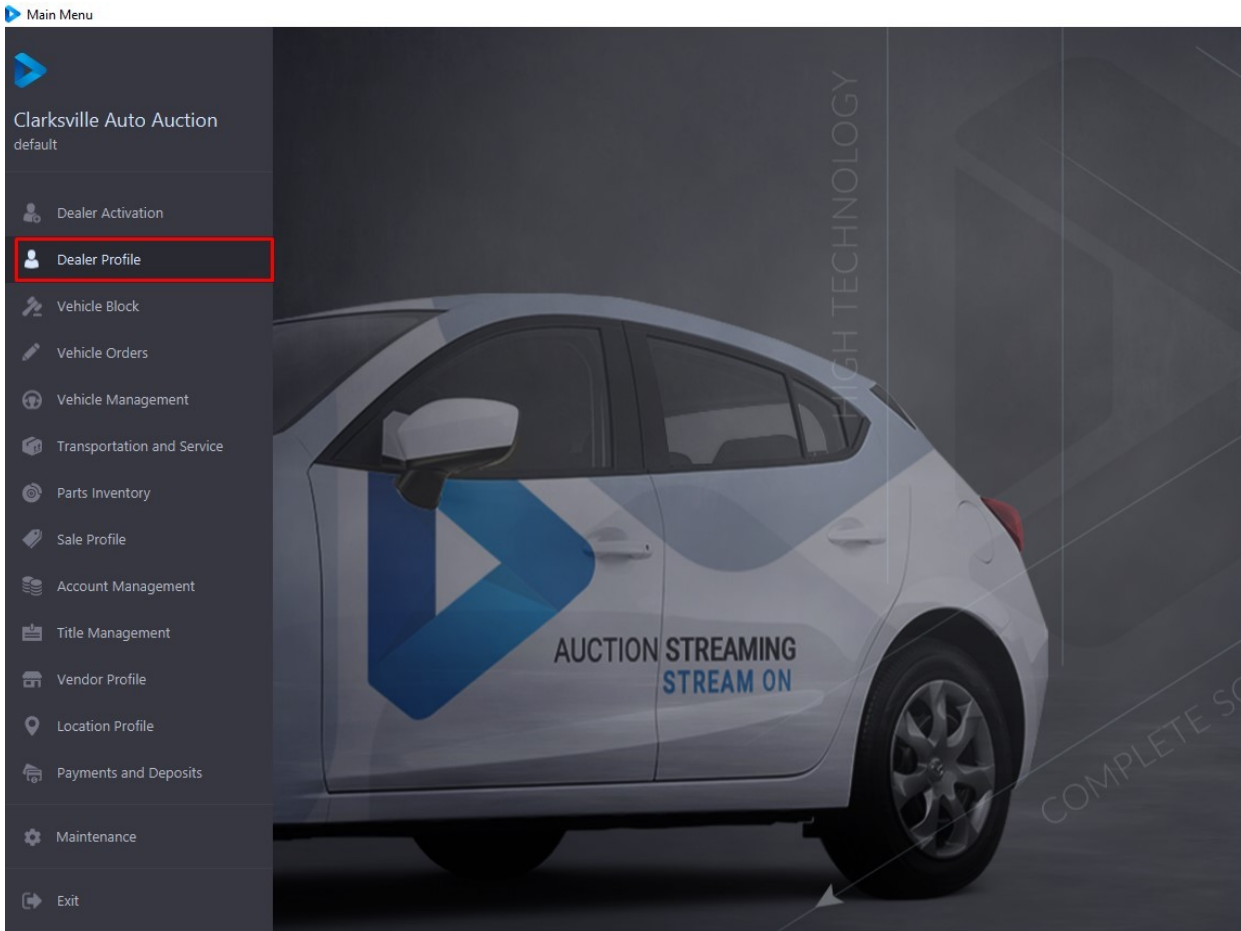 Main Menu
Clarksville Auto Auction
default
Dealer Activation
Dealer Profile
Vehicle Block
Vehicle Orders
Vehicle Management
Transportation and Service
Parts Inventory
Sale Profile
Account Management
Title Management
Vendor Profile
Location Profile
Payments and Deposits
Maintenance
Exit
HIGH TECHNOLOGY
AUCTION STREAMING
STREAM ON
COMPLETE